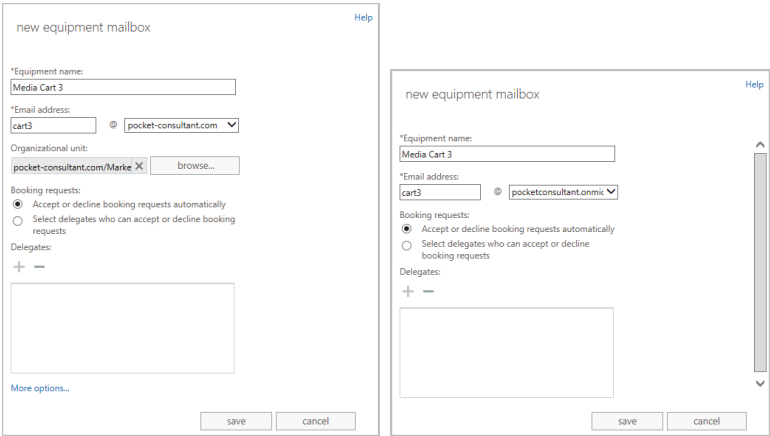 Help
new equipment mailbox
*Equipment name:
Media Cart 3
*Email address:
cart3 @ pocket-consultant.com
Organizational unit:
pocket-consultant.com/Marke browse...
Booking requests:
Accept or decline booking requests automatically
Select delegates who can accept or decline booking
requests
Delegates:
More options...
save cancel
Help
new equipment mailbox
*Equipment name:
Media Cart 3
*Email address:
cart3 @ pocketconsultant.onmic
Booking requests:
Accept or decline booking requests automatically
Select delegates who can accept or decline
booking requests
Delegates:
save cancel